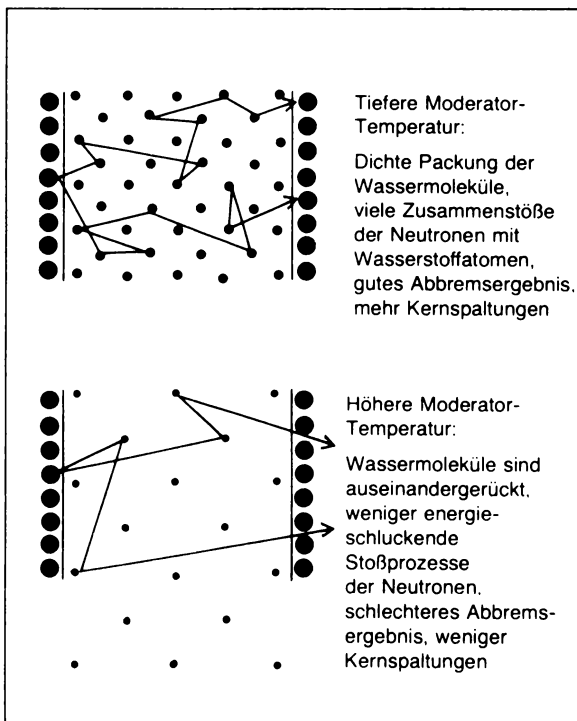 Tiefere Moderator-
Temperatur:
Dichte Packung der
Wassermoleküle,
viele Zusammenstöße
der Neutronen mit
Wasserstoffatomen,
gutes Abbremsergebnis,
mehr Kernspaltungen
Höhere Moderator-
Temperatur:
Wassermoleküle sind
auseinandergerückt,
weniger energie-
schluckende
Stoßprozesse
der Neutronen,
schlechteres Abbrems-
ergebnis, weniger
Kernspaltungen